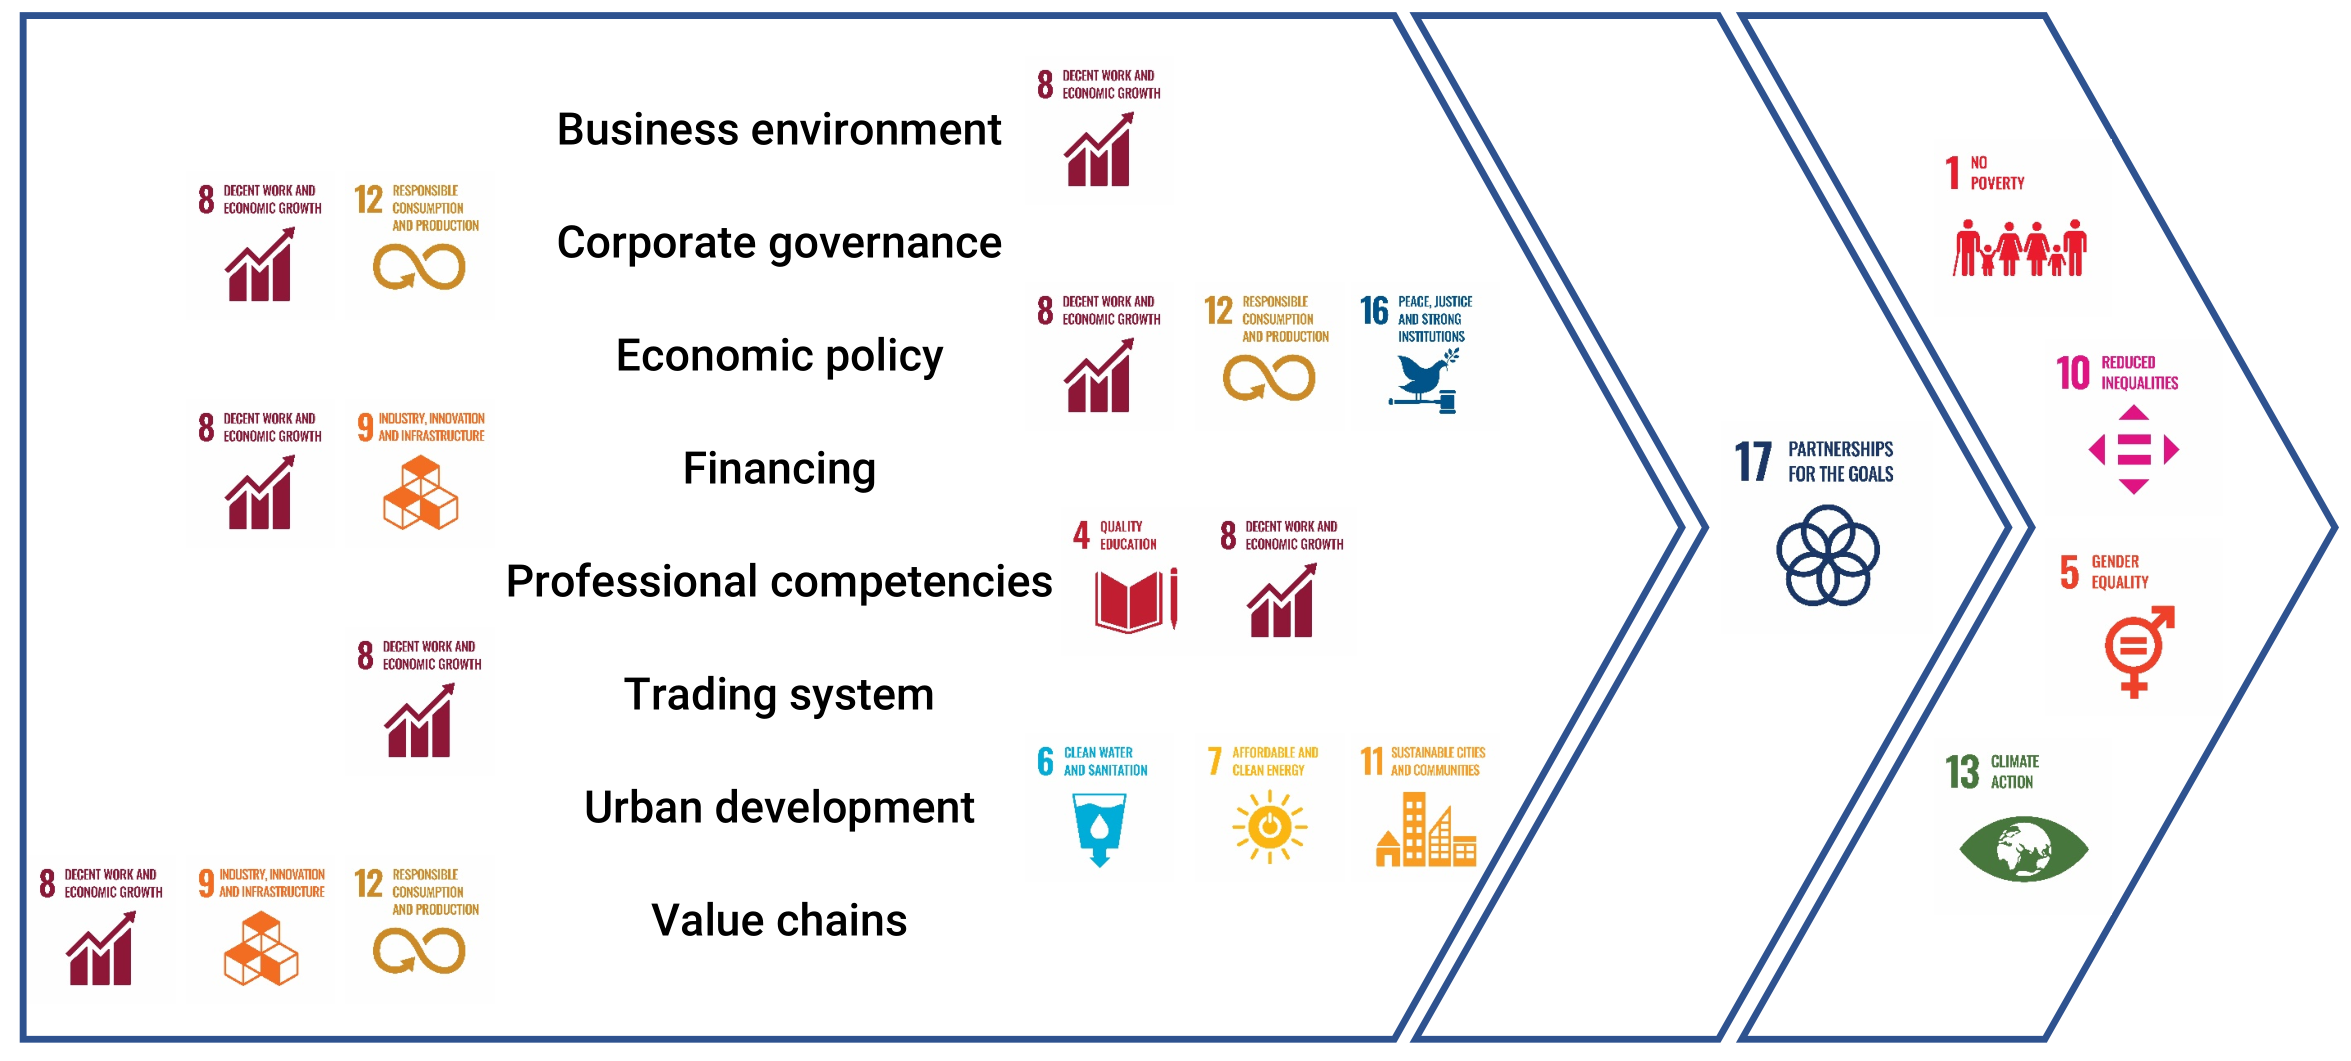 Business environment
8 DECENT WORK AND
ECONOMIC GROWTH
8 DECENT WORK AND
ECONOMIC GROWTH
12 RESPONSIBLE
CONSUMPTION
AND PRODUCTION
Corporate governance
Economic policy
8 DECENT WORK AND
ECONOMIC GROWTH
12 RESPONSIBLE
CONSUMPTION
AND PRODUCTION
16 PEACE, JUSTICE
AND STRONG
INSTITUTIONS
8 DECENT WORK AND
ECONOMIC GROWTH
9 INDUSTRY, INNOVATION
AND INFRASTRUCTURE
Financing
Professional competencies
4 QUALITY
EDUCATION
8 DECENT WORK AND
ECONOMIC GROWTH
8 DECENT WORK AND
ECONOMIC GROWTH
Trading system
Urban development
6 CLEAN WATER
AND SANITATION
7 AFFORDABLE AND
CLEAN ENERGY
11 SUSTAINABLE CITIES
AND COMMUNITIES
8 DECENT WORK AND
ECONOMIC GROWTH
9 INDUSTRY, INNOVATION
AND INFRASTRUCTURE
12 RESPONSIBLE
CONSUMPTION
AND PRODUCTION
Value chains
17 PARTNERSHIPS
FOR THE GOALS
1 NO
POVERTY
10 REDUCED
INEQUALITIES
5 GENDER
EQUALITY
13 CLIMATE
ACTION